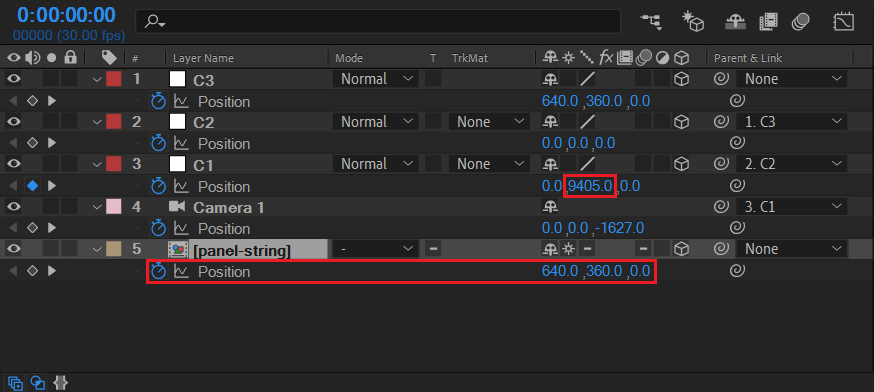 0:00:00:00
00000 (30.00 fps)
# Layer Name Mode T TrkMat fx Parent & Link
1 C3 Normal None
Position 640.0 ,360.0 ,0.0
2 C2 Normal None 1. C3
Position 0.0 ,0.0 ,0.0
3 C1 Normal None 2. C2
Position 0.0 ,9405.0 ,0.0
4 Camera 1 3. C1
Position 0.0 ,0.0 ,-1627.0
5 [panel-string] - None
Position 640.0 ,360.0 ,0.0